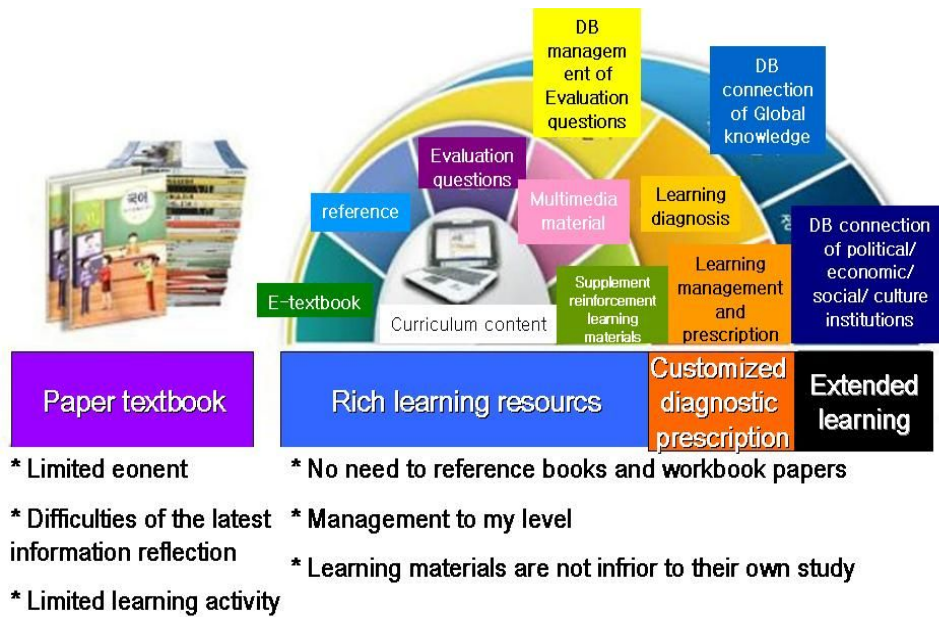 DB
managem
ent of
Evaluation
questions
DB
connection
of Global
knowledge
Evaluation
questions
Multimedia
material
Learning
diagnosis
reference
국어
DB connection
of political/
economic/
social/ culture
institutions
Learning
management
and
prescription
Supplement
reinforcement
learning
materials
E-textbook
Curriculum content
Paper textbook
Rich learning resourcs
Customized
diagnostic
prescription
Extended
learning
* Limited eonent
* Difficulties of the latest
information reflection
* Limited learning activity
* No need to reference books and workbook papers
* Management to my level
* Learning materials are not infrior to their own study